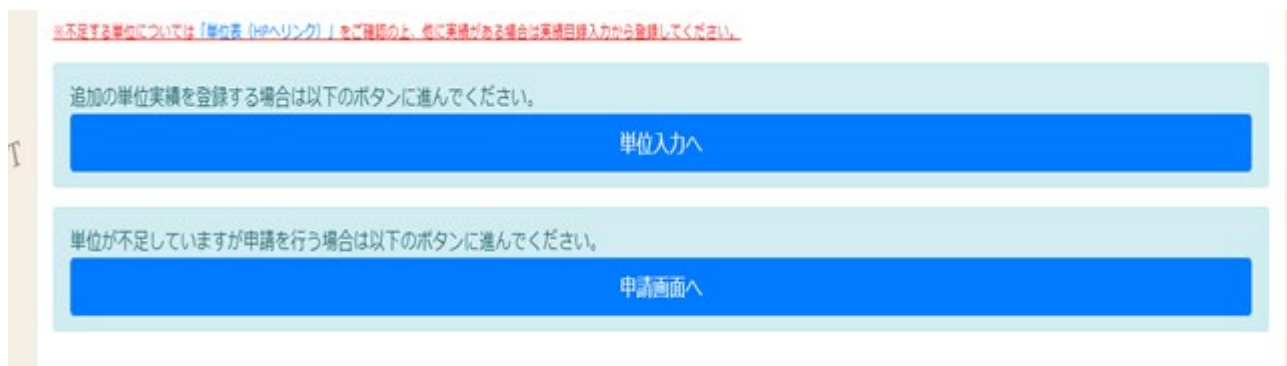 ※不足する単位については「単位表（HPへリンク）」をご確認の上、他に実績がある場合は実績目録入力から登録してください。
追加の単位実績を登録する場合は以下のボタンに進んでください。
単位入力へ
T
単位が不足していますが申請を行う場合は以下のボタンに進んでください。
申請画面へ